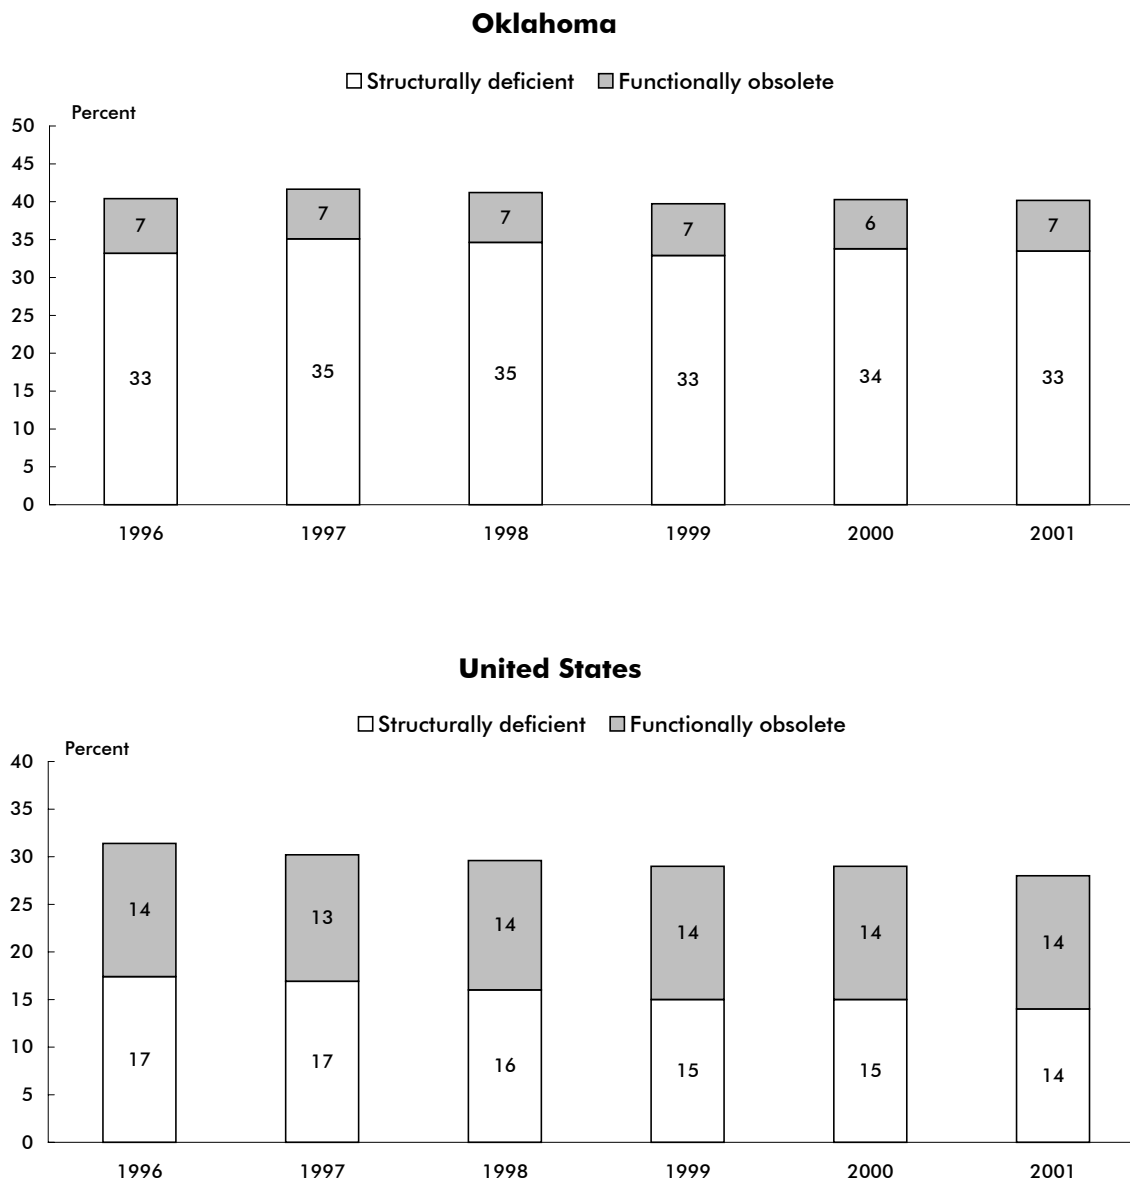 Oklahoma
Structurally deficient Functionally obsolete
Percent
50
45
40
35
30
25
20
15
10
5
0
7 7 7 7 6 7
33 35 35 33 34 33
1996 1997 1998 1999 2000 2001
United States
Structurally deficient Functionally obsolete
Percent
40
35
30
25
20
15
10
5
0
14 13 14 14 14 14
17 17 16 15 15 14
1996 1997 1998 1999 2000 2001